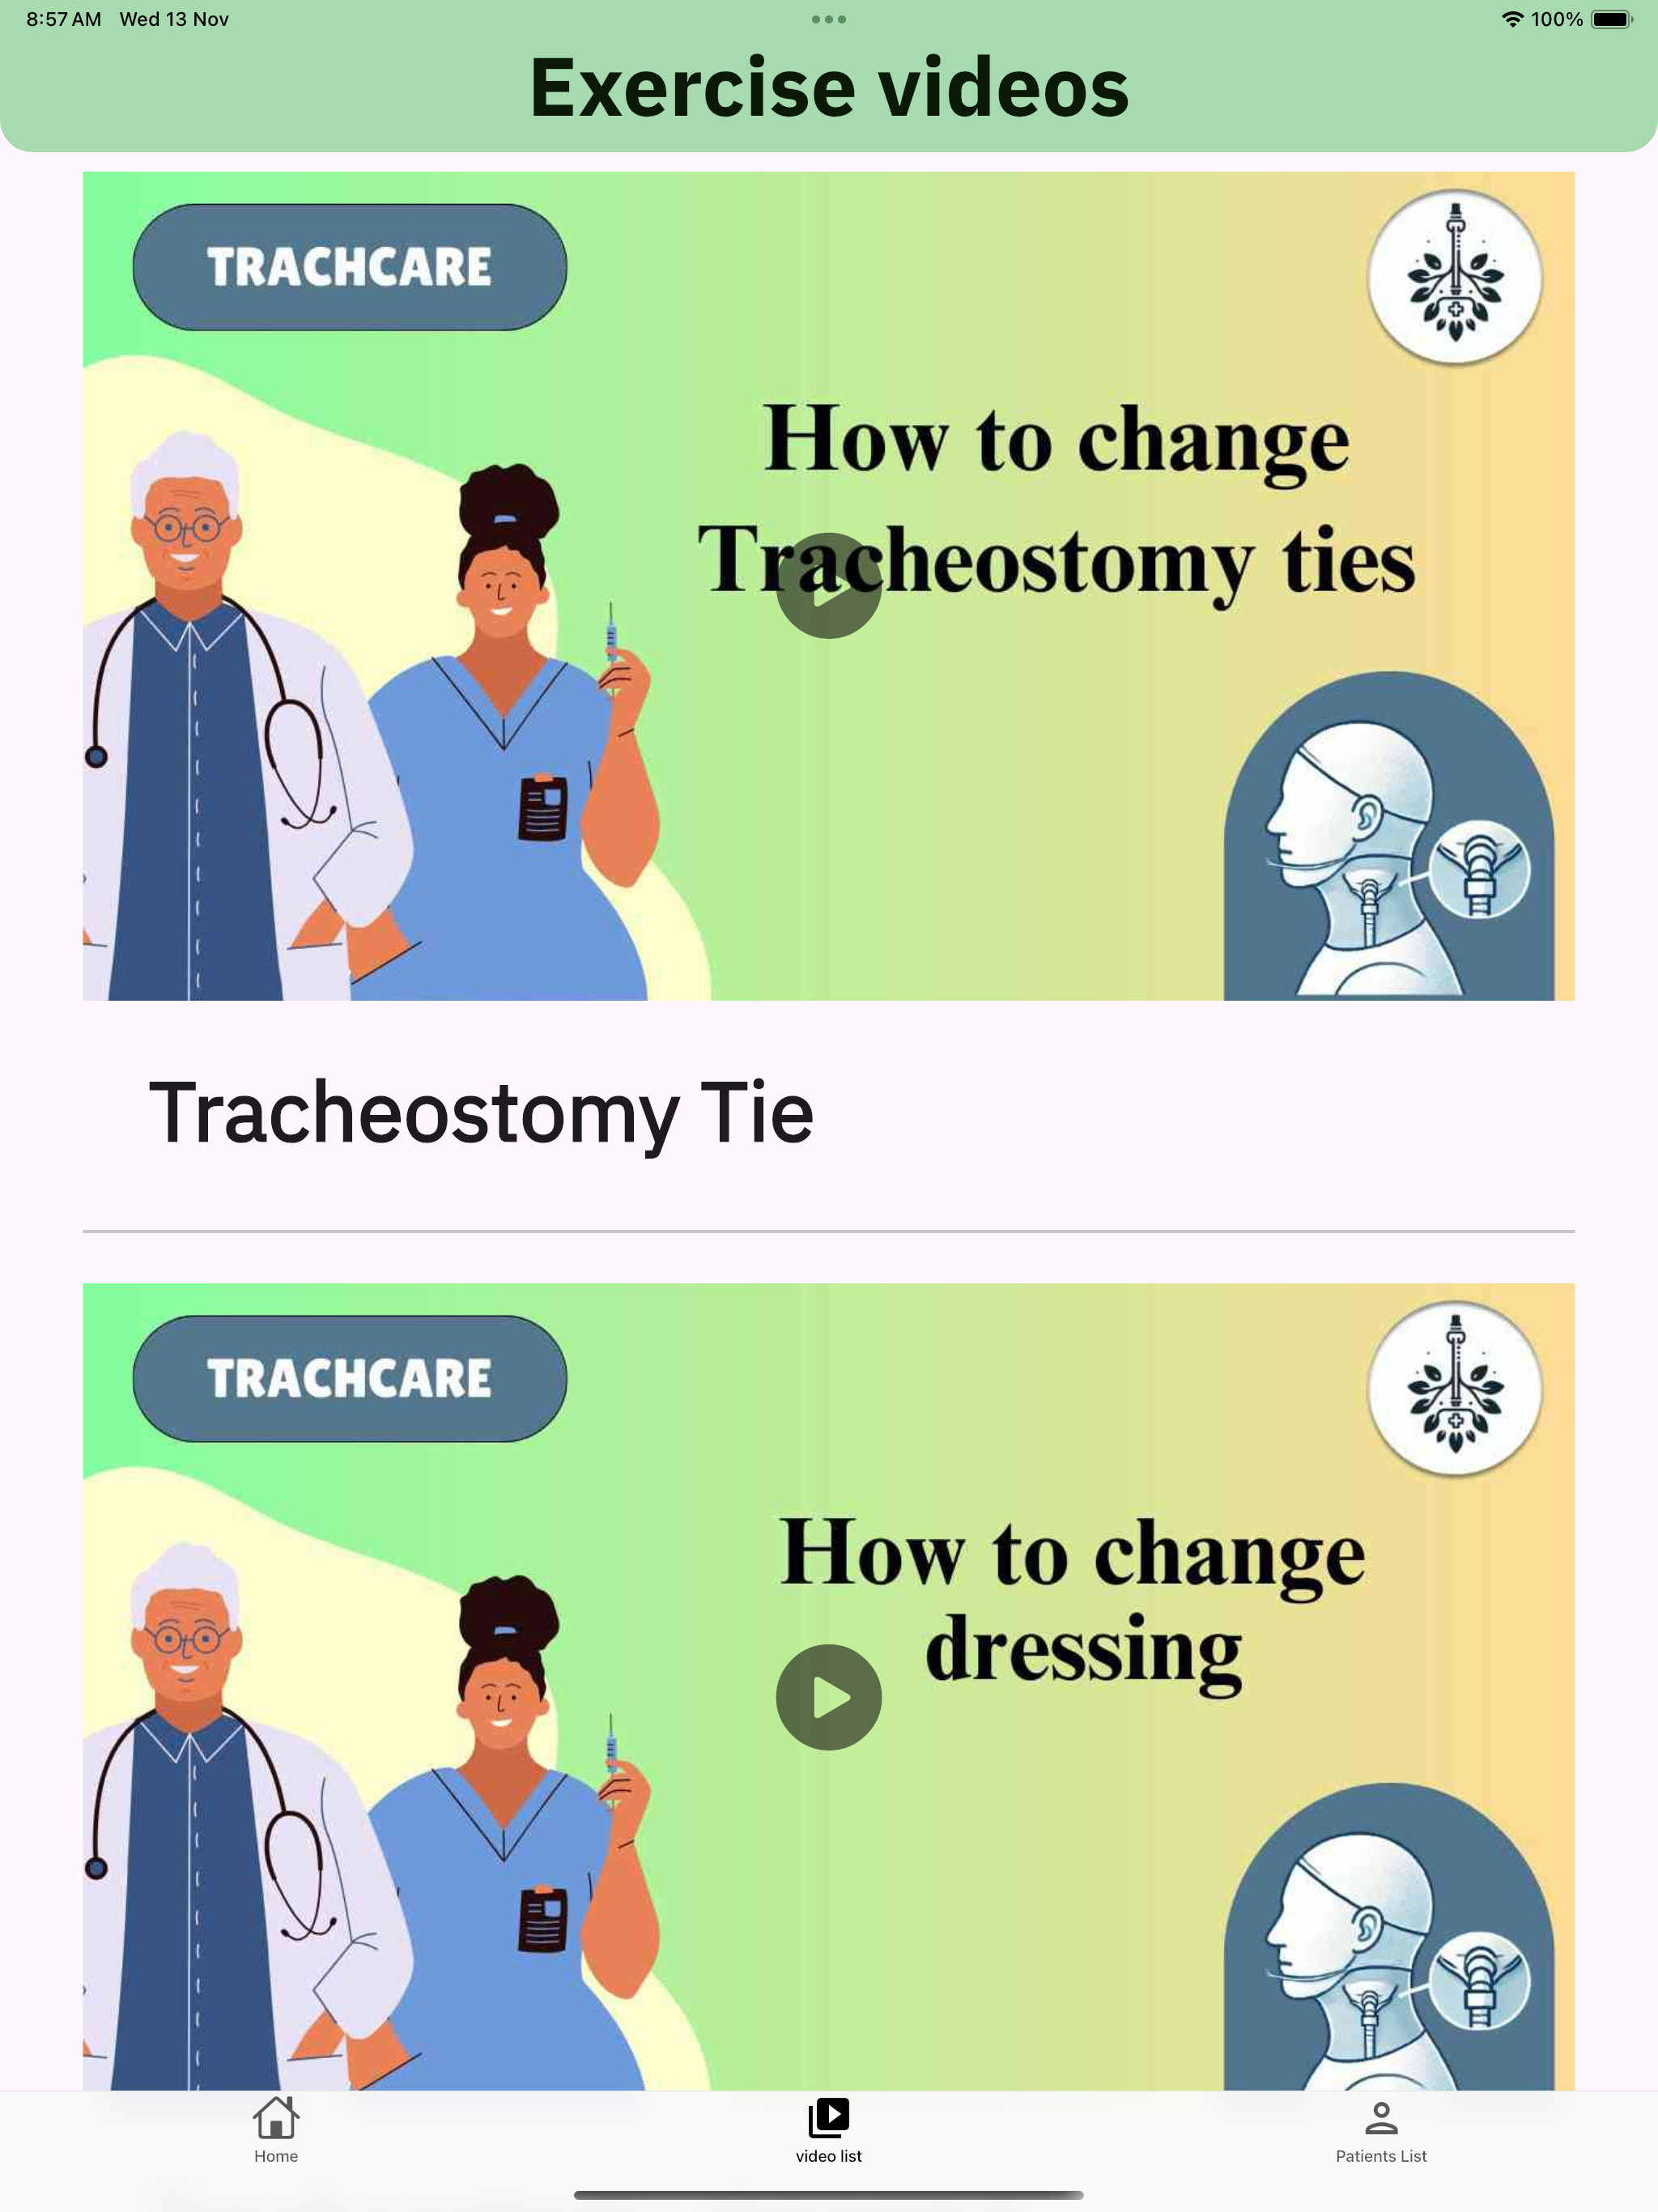 8:57 AM Wed 13 Nov
100%
Exercise videos
TRACHCARE
How to change
Tracheostomy ties
Tracheostomy Tie
TRACHCARE
How to change
dressing
Home
video list
Patients List